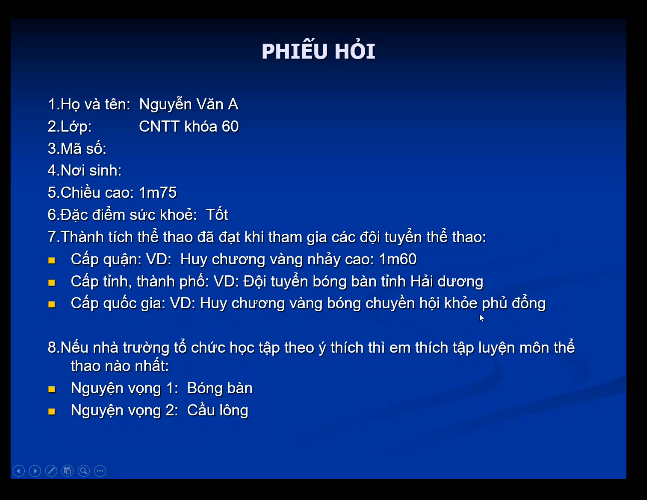 PHIẾU HỎI
1.Họ và tên: Nguyễn Văn A
2.Lớp: CNTT khóa 60
3.Mã số:
4.Nơi sinh:
5.Chiều cao: 1m75
6.Đặc điểm sức khoẻ: Tốt
7.Thành tích thể thao đã đạt khi tham gia các đội tuyển thể thao:
Cấp quận: VD: Huy chương vàng nhảy cao: 1m60
Cấp tỉnh, thành phố: VD: Đội tuyển bóng bàn tỉnh Hải dương
Cấp quốc gia: VD: Huy chương vàng bóng chuyền hội khỏe phủ đổng
8.Nếu nhà trường tổ chức học tập theo ý thích thì em thích tập luyện môn thể
thao nào nhất:
Nguyện vọng 1: Bóng bàn
Nguyện vọng 2: Cầu lông